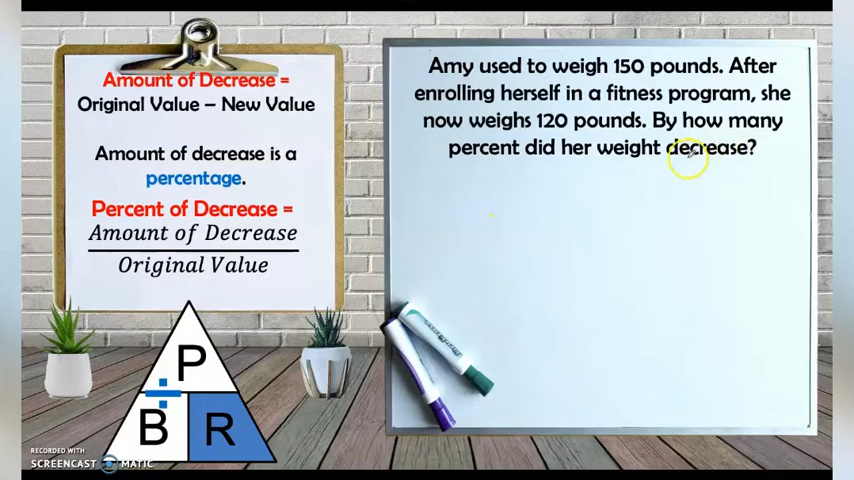 Amount of Decrease =
Original Value – New Value
Amount of decrease is a
percentage.
Percent of Decrease =
Amount of Decrease
Original Value
P
÷
B R
Amy used to weigh 150 pounds. After
enrolling herself in a fitness program, she
now weighs 120 pounds. By how many
percent did her weight decrease?
RECORDED WITH
SCREENCAST MATIC